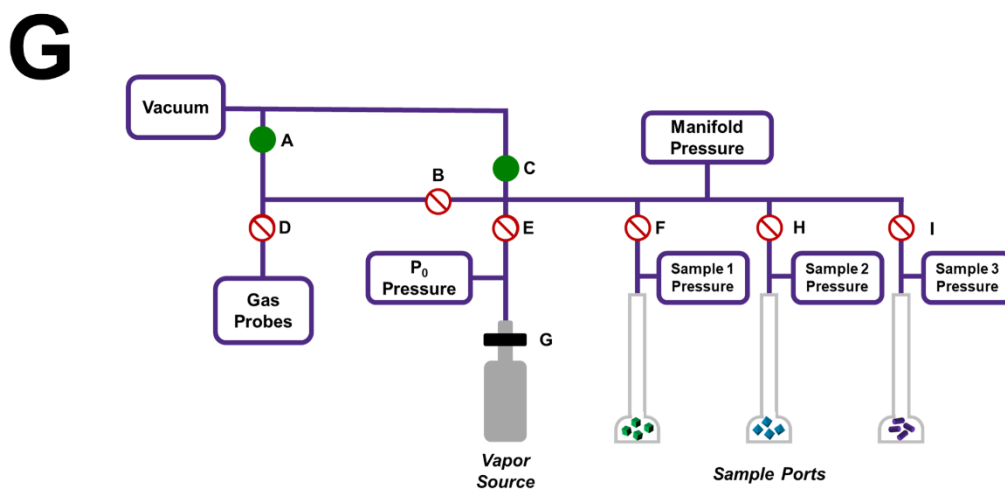 G
Vacuum
A
B
C
Manifold
Pressure
D
E
F
H
I
P₀
Pressure
Gas
Probes
Sample 1
Pressure
Sample 2
Pressure
Sample 3
Pressure
G
Vapor
Source
Sample Ports